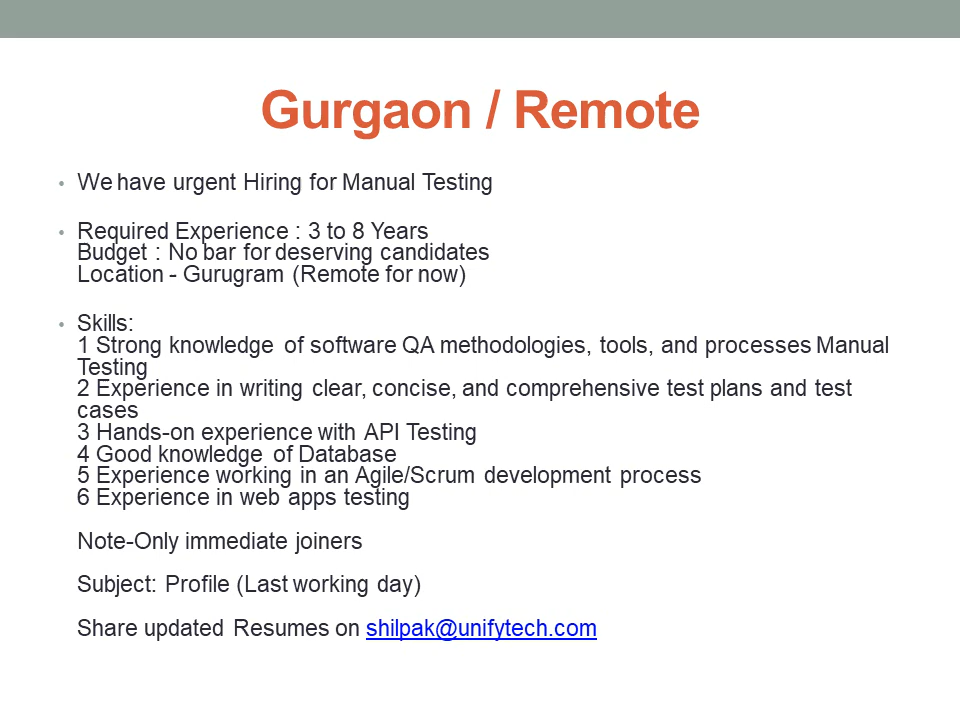 Gurgaon / Remote
• We have urgent Hiring for Manual Testing
• Required Experience : 3 to 8 Years
Budget : No bar for deserving candidates
Location - Gurugram (Remote for now)
• Skills:
1 Strong knowledge of software QA methodologies, tools, and processes Manual
Testing
2 Experience in writing clear, concise, and comprehensive test plans and test
cases
3 Hands-on experience with API Testing
4 Good knowledge of Database
5 Experience working in an Agile/Scrum development process
6 Experience in web apps testing
Note-Only immediate joiners
Subject: Profile (Last working day)
Share updated Resumes on shilpak@unifytech.com